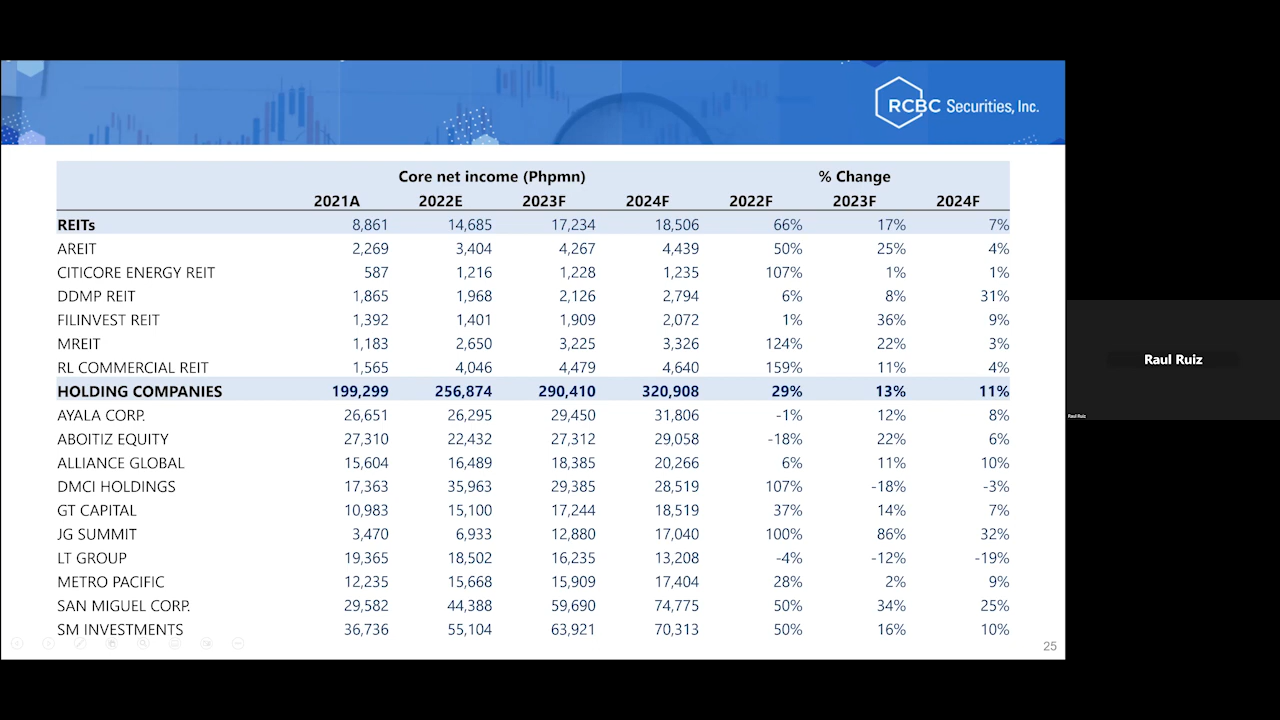 RCBC Securities, Inc.
Core net income (Phpmn) % Change
2021A 2022E 2023F 2024F 2022F 2023F 2024F
REITs 8,861 14,685 17,234 18,506 66% 17% 7%
AREIT 2,269 3,404 4,267 4,439 50% 25% 4%
CITICORE ENERGY REIT 587 1,216 1,228 1,235 107% 1% 1%
DDMP REIT 1,865 1,968 2,126 2,794 6% 8% 31%
FILINVEST REIT 1,392 1,401 1,909 2,072 1% 36% 9%
MREIT 1,183 2,650 3,225 3,326 124% 22% 3%
RL COMMERCIAL REIT 1,565 4,046 4,479 4,640 159% 11% 4%
HOLDING COMPANIES 199,299 256,874 290,410 320,908 29% 13% 11%
AYALA CORP. 26,651 26,295 29,450 31,806 -1% 12% 8%
ABOITIZ EQUITY 27,310 22,432 27,312 29,058 -18% 22% 6%
ALLIANCE GLOBAL 15,604 16,489 18,385 20,266 6% 11% 10%
DMCI HOLDINGS 17,363 35,963 29,385 28,519 107% -18% -3%
GT CAPITAL 10,983 15,100 17,244 18,519 37% 14% 7%
JG SUMMIT 3,470 6,933 12,880 17,040 100% 86% 32%
LT GROUP 19,365 18,502 16,235 13,208 -4% -12% -19%
METRO PACIFIC 12,235 15,668 15,909 17,404 28% 2% 9%
SAN MIGUEL CORP. 29,582 44,388 59,690 74,775 50% 34% 25%
SM INVESTMENTS 36,736 55,104 63,921 70,313 50% 16% 10%
25
Raul Ruiz
Raul Ruiz